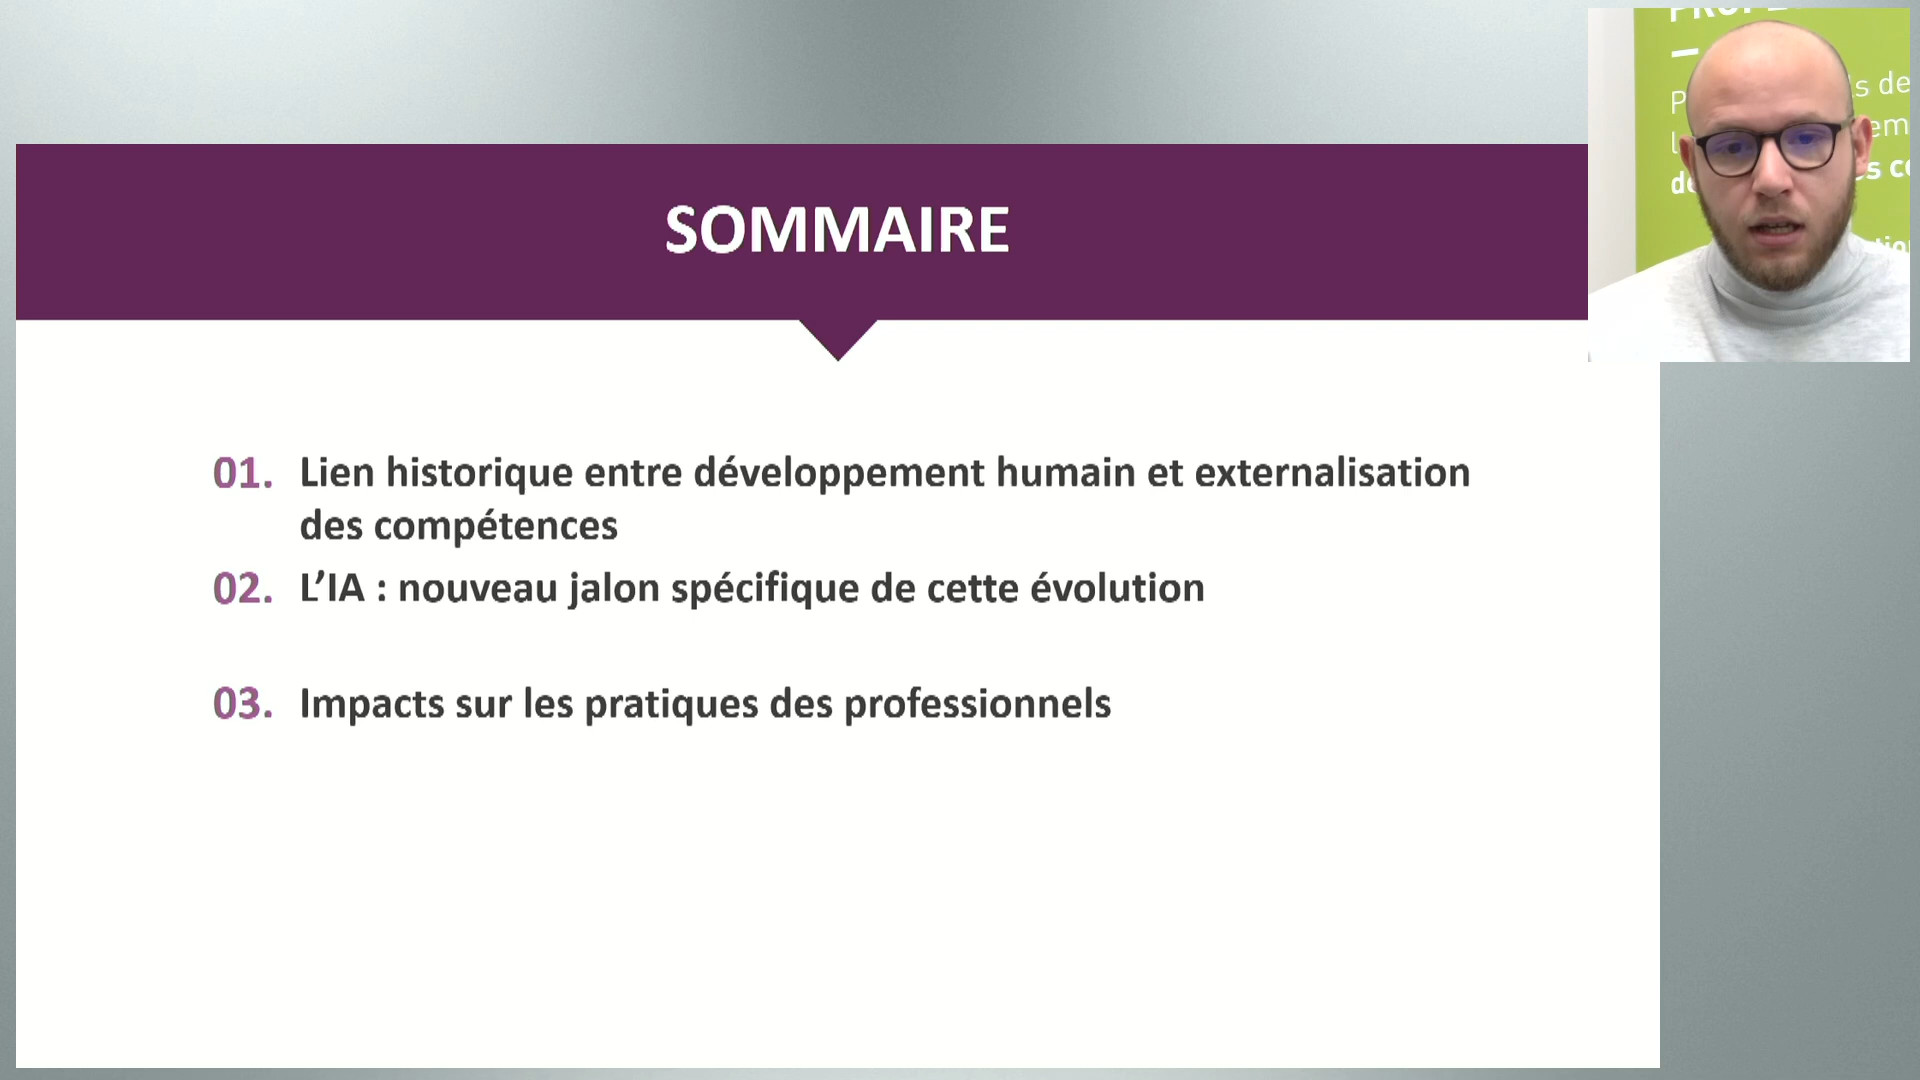 SOMMAIRE
01. Lien historique entre développement humain et externalisation
des compétences
02. L’IA : nouveau jalon spécifique de cette évolution
03. Impacts sur les pratiques des professionnels